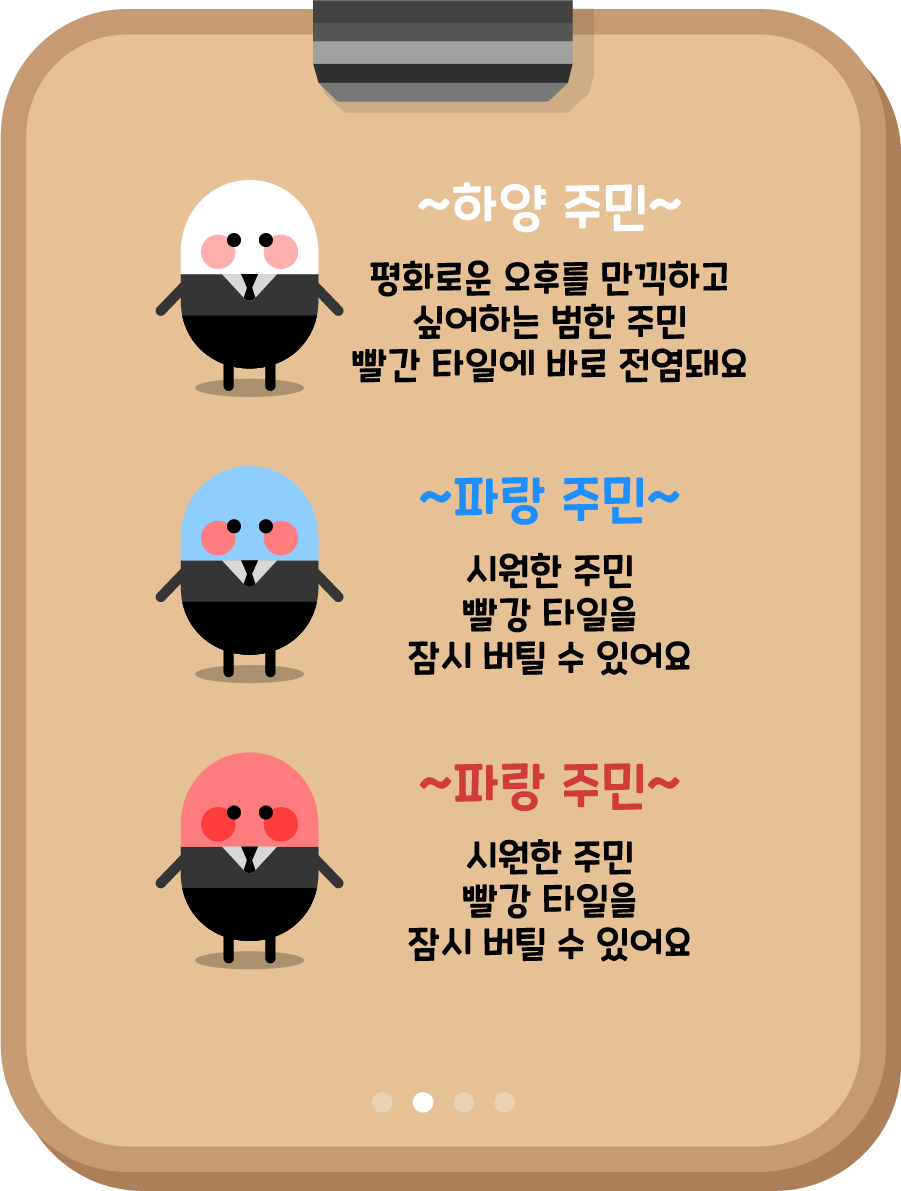 ~하양 주민~
평화로운 오후를 만끽하고
싶어하는 범한 주민
빨간 타일에 바로 전염돼요
~파랑 주민~
시원한 주민
빨강 타일을
잠시 버틸 수 있어요
~파랑 주민~
시원한 주민
빨강 타일을
잠시 버틸 수 있어요